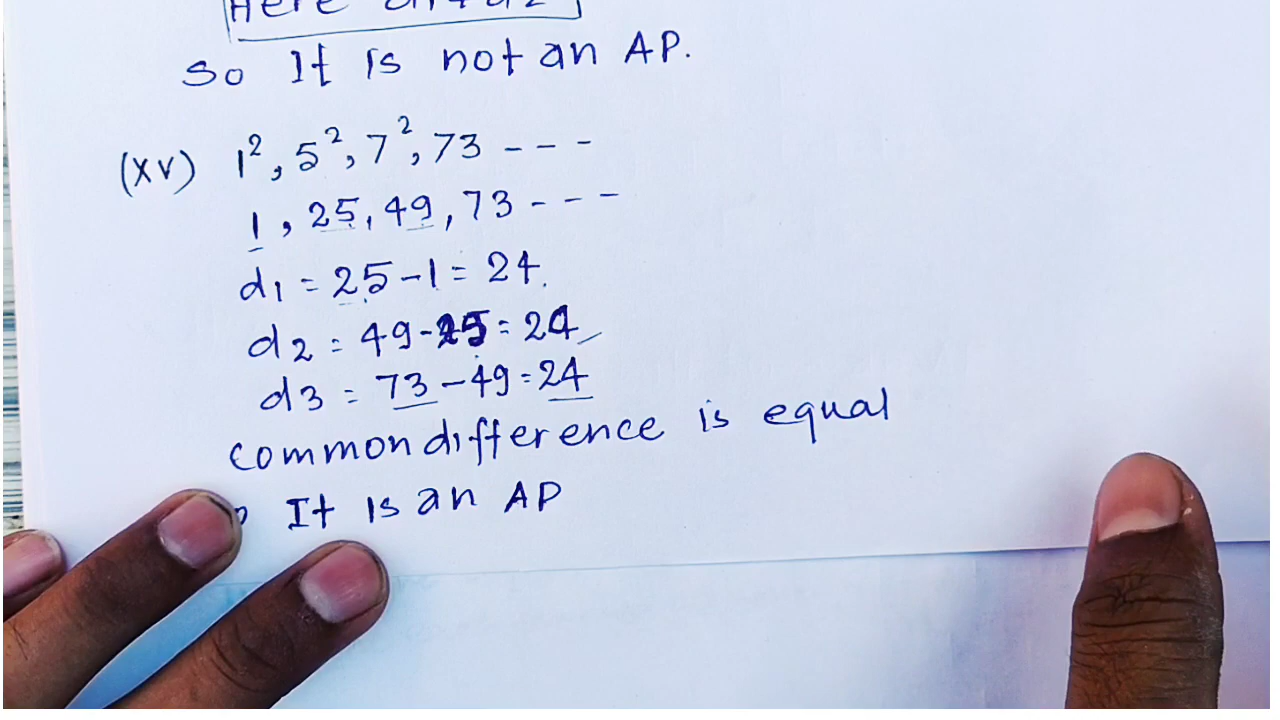 Here
So It is not an AP.
(xv) 1², 5², 7², 73 - - -
1, 25, 49, 73 - - -
d1 = 25 - 1 = 24.
d2 = 49 - 25 = 24
d3 = 73 - 49 = 24
common difference is equal
It is an AP